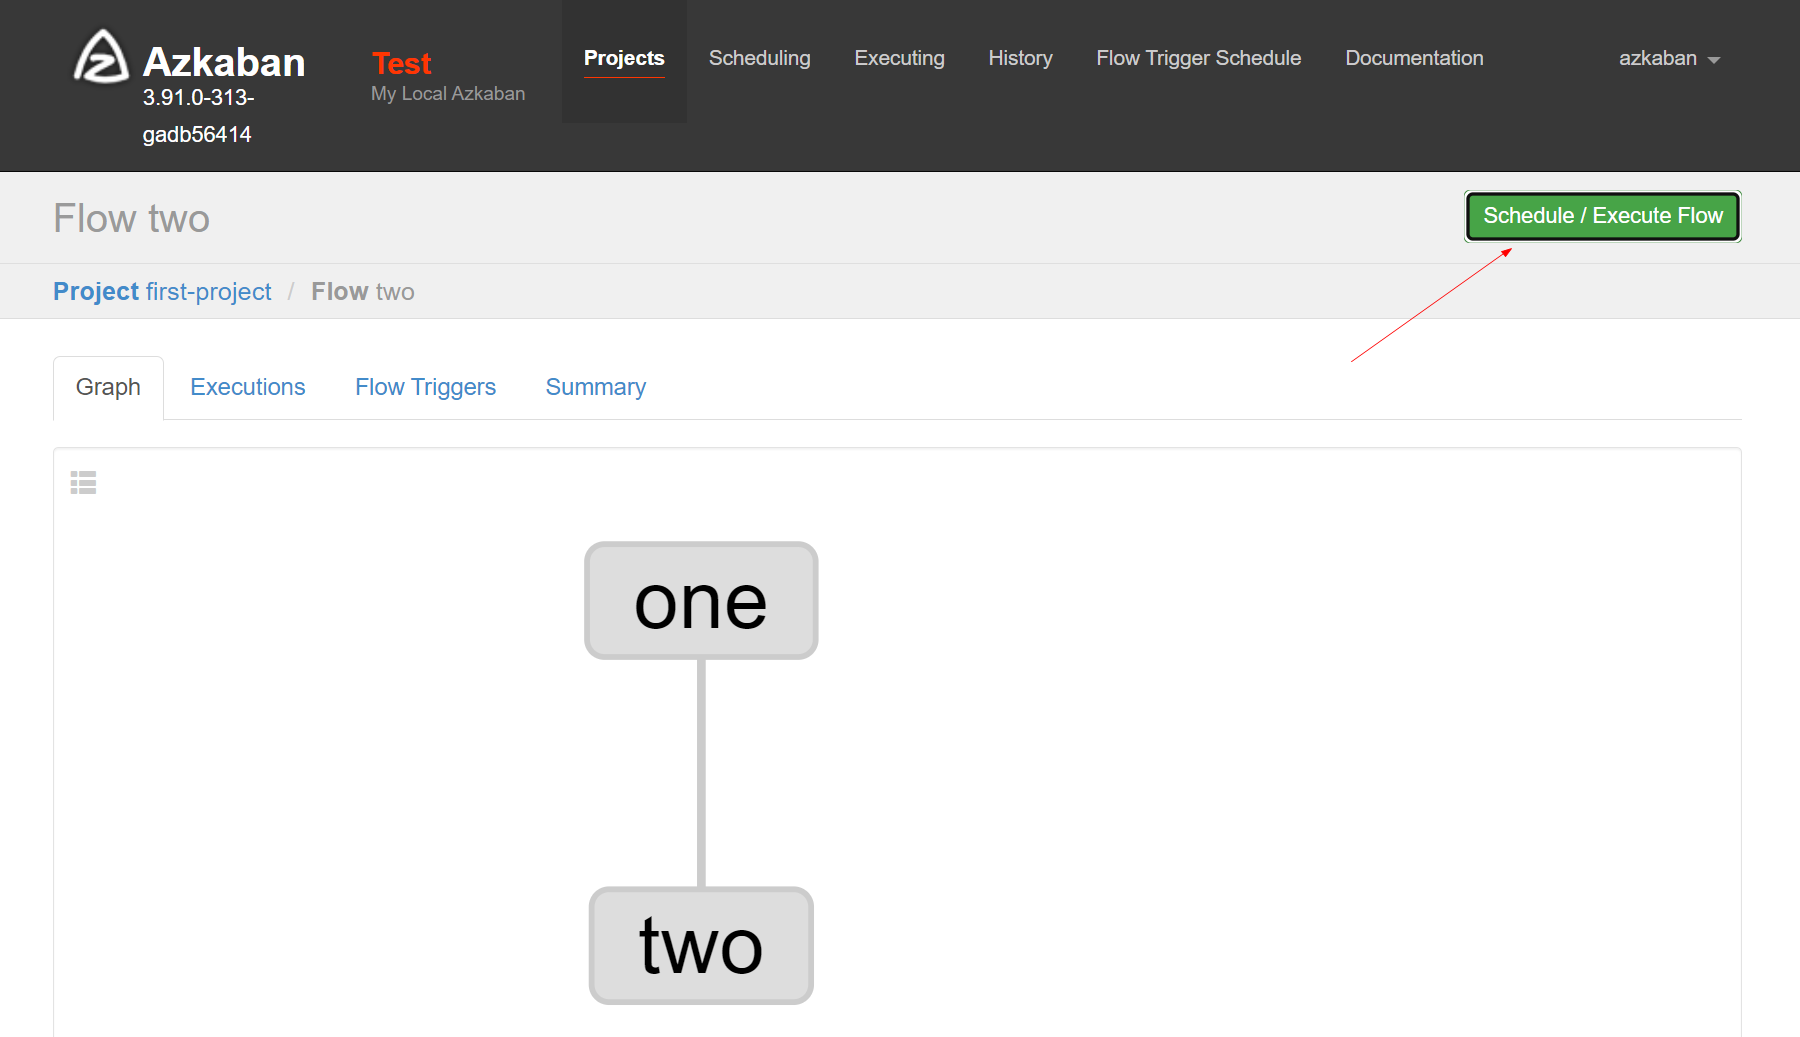 Azkaban
3.91.0-313-
gadb56414
Test
My Local Azkaban
Projects Scheduling Executing History Flow Trigger Schedule Documentation azkaban
Flow two
Schedule / Execute Flow
Project first-project / Flow two
Graph Executions Flow Triggers Summary
one
two